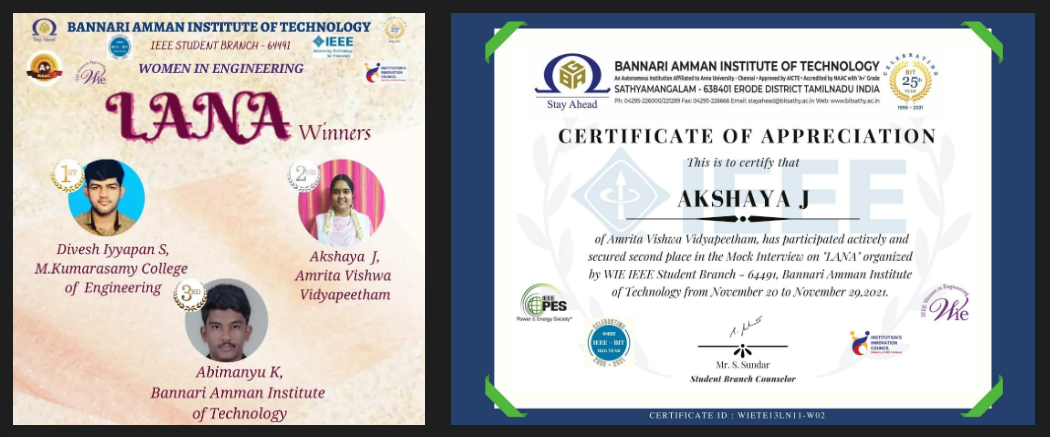 BANNARI AMMAN INSTITUTE OF TECHNOLOGY
Stay Ahead
IEEE STUDENT BRANCH - 64491
IEEE
A+
NAAC
Wie
WOMEN IN ENGINEERING
INSTITUTION'S
INNOVATION
COUNCIL
LANA Winners
1ST
2ND
Divesh Iyyapan S,
M.Kumarasamy College
of Engineering
Akshaya J,
Amrita Vishwa
Vidyapeetham
3RD
Abimanyu K,
Bannari Amman Institute
of Technology
BANNARI AMMAN INSTITUTE OF TECHNOLOGY
An Autonomous Institution Affiliated to Anna University - Chennai • Approved by AICTE • Accredited by NAAC with 'A+' Grade
SATHYAMANGALAM - 638401 ERODE DISTRICT TAMILNADU INDIA
Ph: 04295-226000/221289 Fax: 04295-226666 Email: stayahead@bitsathy.ac.in Web: www.bitsathy.ac.in
Stay Ahead
CELEBRATING
BIT
25th
YEAR
1996 - 2021
CERTIFICATE OF APPRECIATION
This is to certify that
IEEE
AKSHAYA J
of Amrita Vishwa Vidyapeetham, has participated actively and
secured second place in the Mock Interview on "LANA" organized
by WIE IEEE Student Branch - 64491, Bannari Amman Institute
of Technology from November 20 to November 29,2021.
IEEE
PES
Power & Energy Society®
IEEE Women in Engineering
Wie
CELEBRATING
IEEE
IEEE - BIT
INSTITUTION'S
INNOVATION
COUNCIL
Mr. S. Sundar
Student Branch Counselor
CERTIFICATE ID : WIETE13LN11-W02